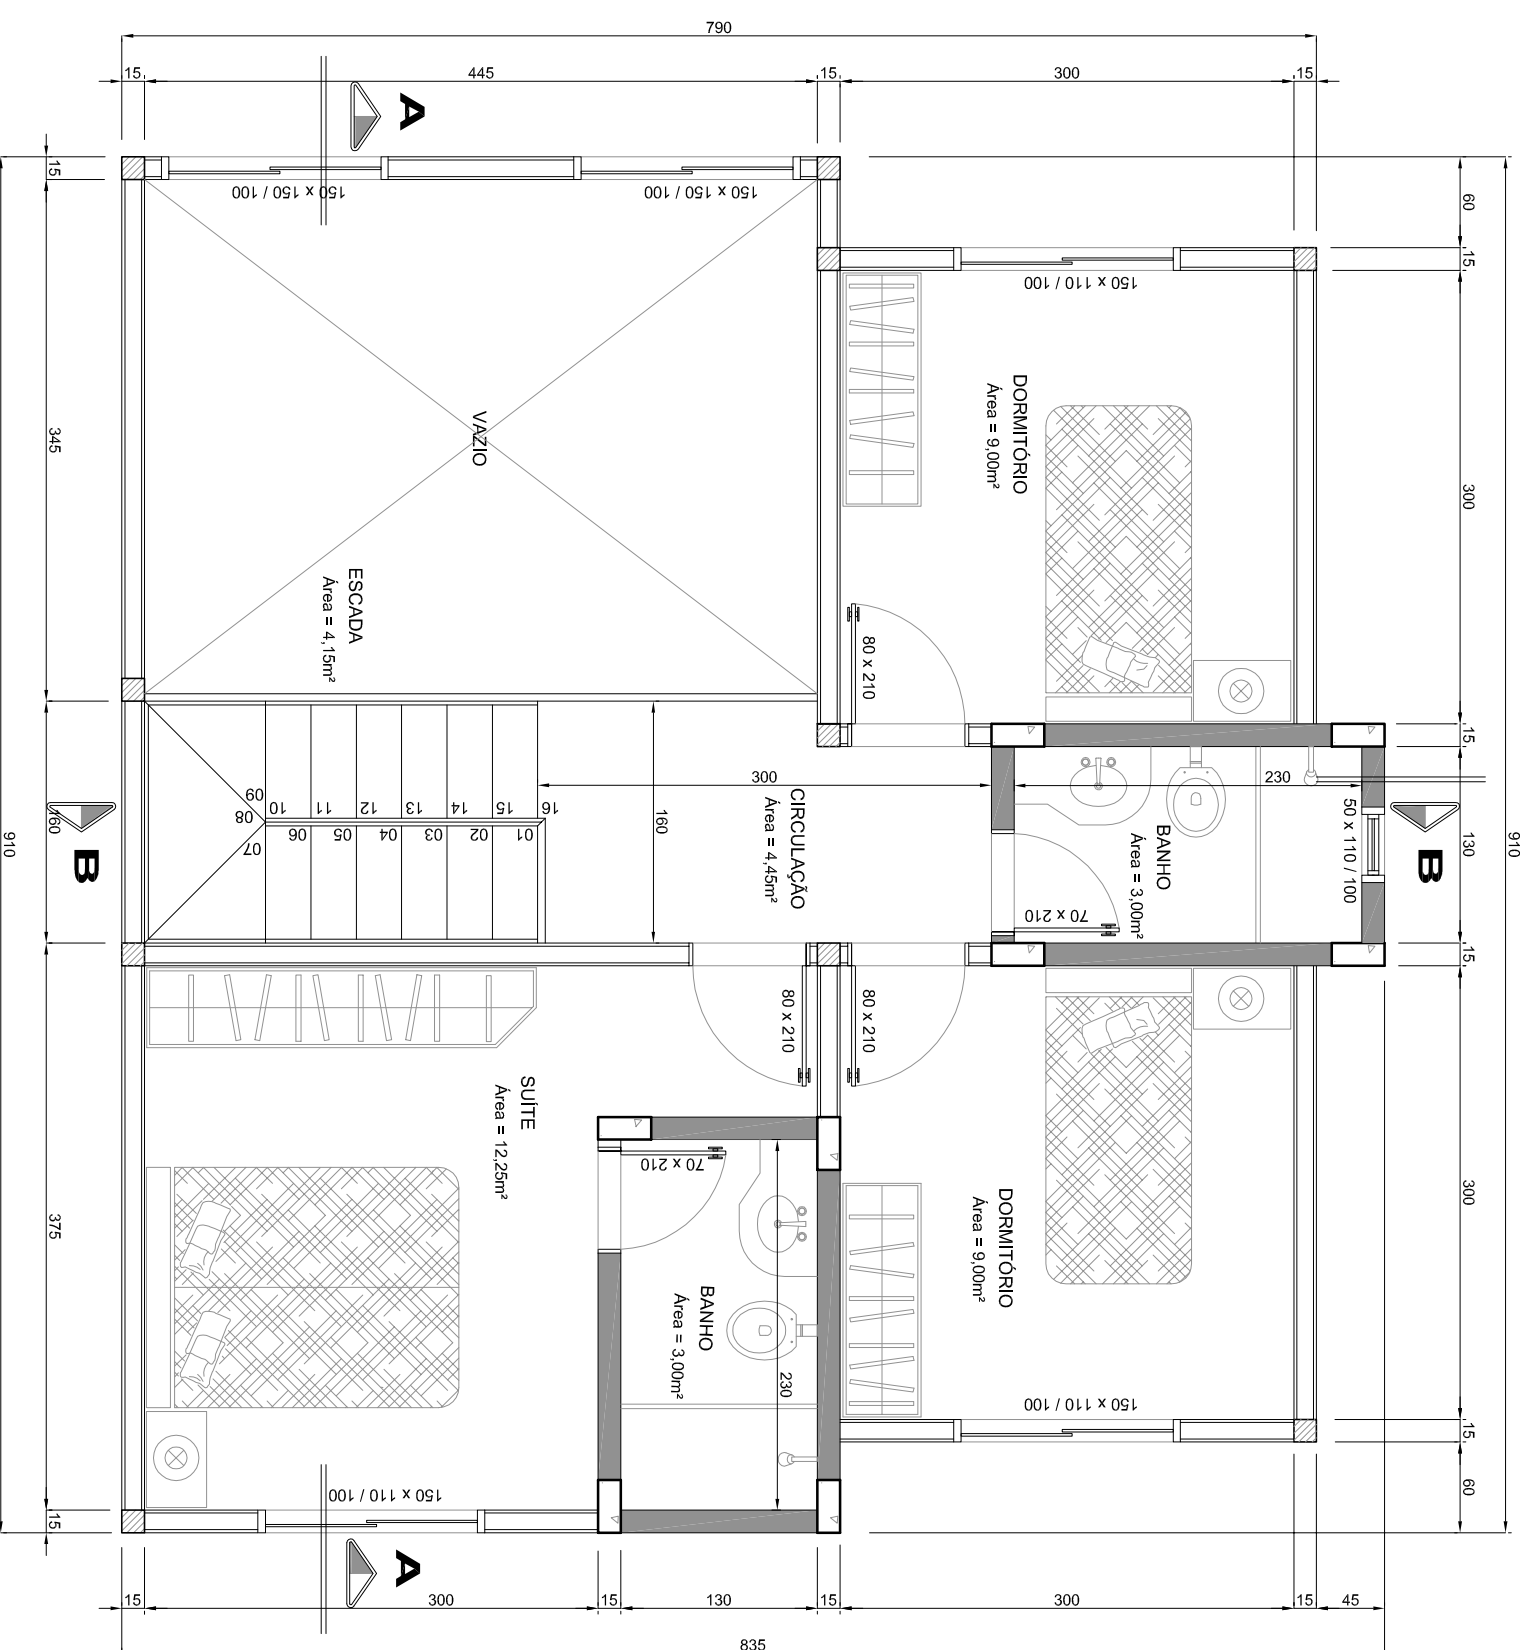 790
15
445
15
300
15
A
15
150 x 150 / 100
150 x 150 / 100
60
15
150 x 110 / 100
345
VAZIO
DORMITÓRIO
Área = 9,00m²
300
ESCADA
Área = 4,15m²
80 x 210
15
300
230
160
09
08
07
10
11
12
13
14
15
16
06
05
04
03
02
01
160
CIRCULAÇÃO
Área = 4,45m²
BANHO
Área = 3,00m²
50 x 110 / 100
70 x 210
130
B
B
910
910
15
80 x 210
80 x 210
SUÍTE
Área = 12,25m²
70 x 210
375
BANHO
Área = 3,00m²
230
DORMITÓRIO
Área = 9,00m²
300
150 x 110 / 100
15
60
150 x 110 / 100
15
A
15
300
15
130
15
300
15
45
835